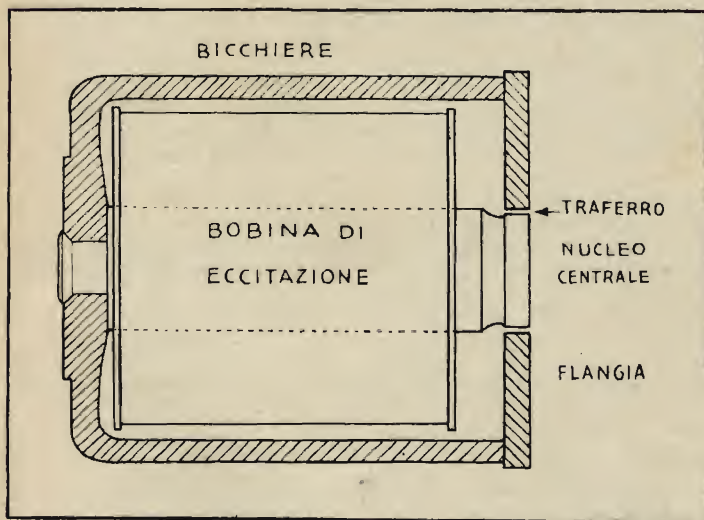 BICCHIERE
BOBINA DI
ECCITAZIONE
TRAFERRO
NUCLEO
CENTRALE
FLANGIA